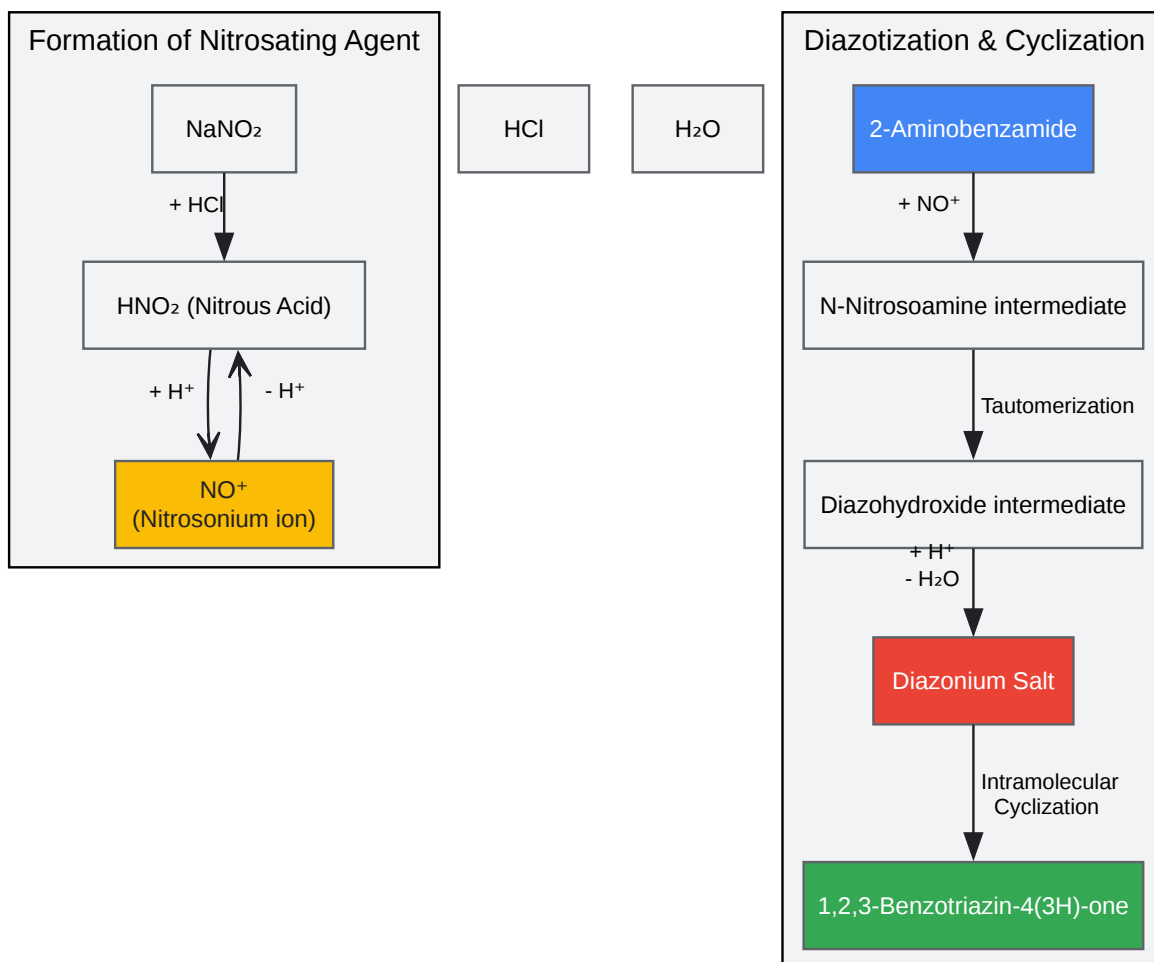 Formation of Nitrosating Agent
NaNO₂
+ HCl
HNO₂ (Nitrous Acid)
+ H⁺
- H⁺
NO⁺
(Nitrosonium ion)
HCl
H₂O
Diazotization & Cyclization
2-Aminobenzamide
+ NO⁺
N-Nitrosoamine intermediate
Tautomerization
Diazohydroxide intermediate
+ H⁺
- H₂O
Diazonium Salt
Intramolecular
Cyclization
1,2,3-Benzotriazin-4(3H)-one